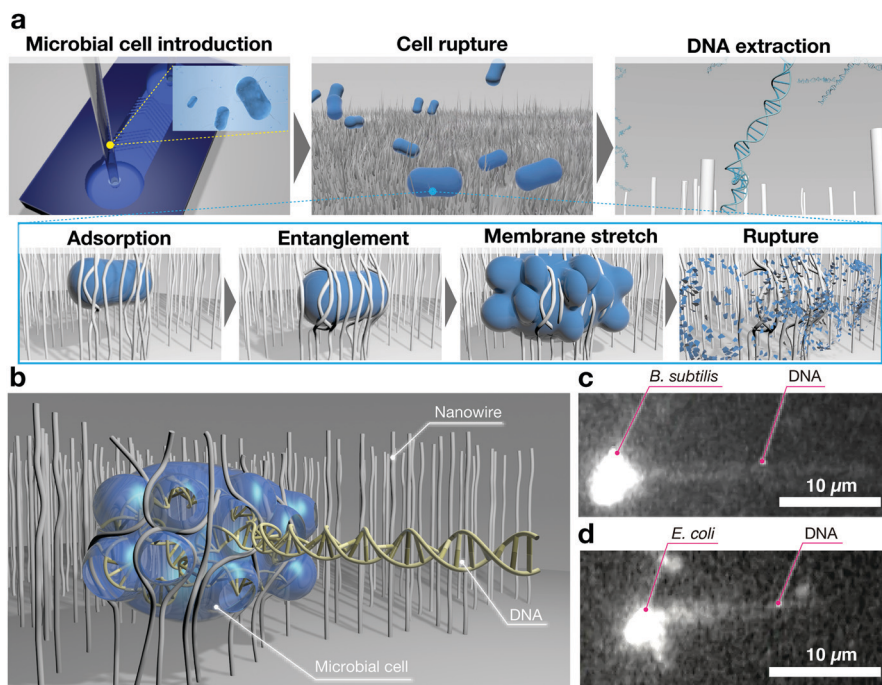 a
Microbial cell introduction
Cell rupture
DNA extraction
Adsorption
Entanglement
Membrane stretch
Rupture
b
Nanowire
DNA
Microbial cell
c
B. subtilis
DNA
10 µm
d
E. coli
DNA
10 µm